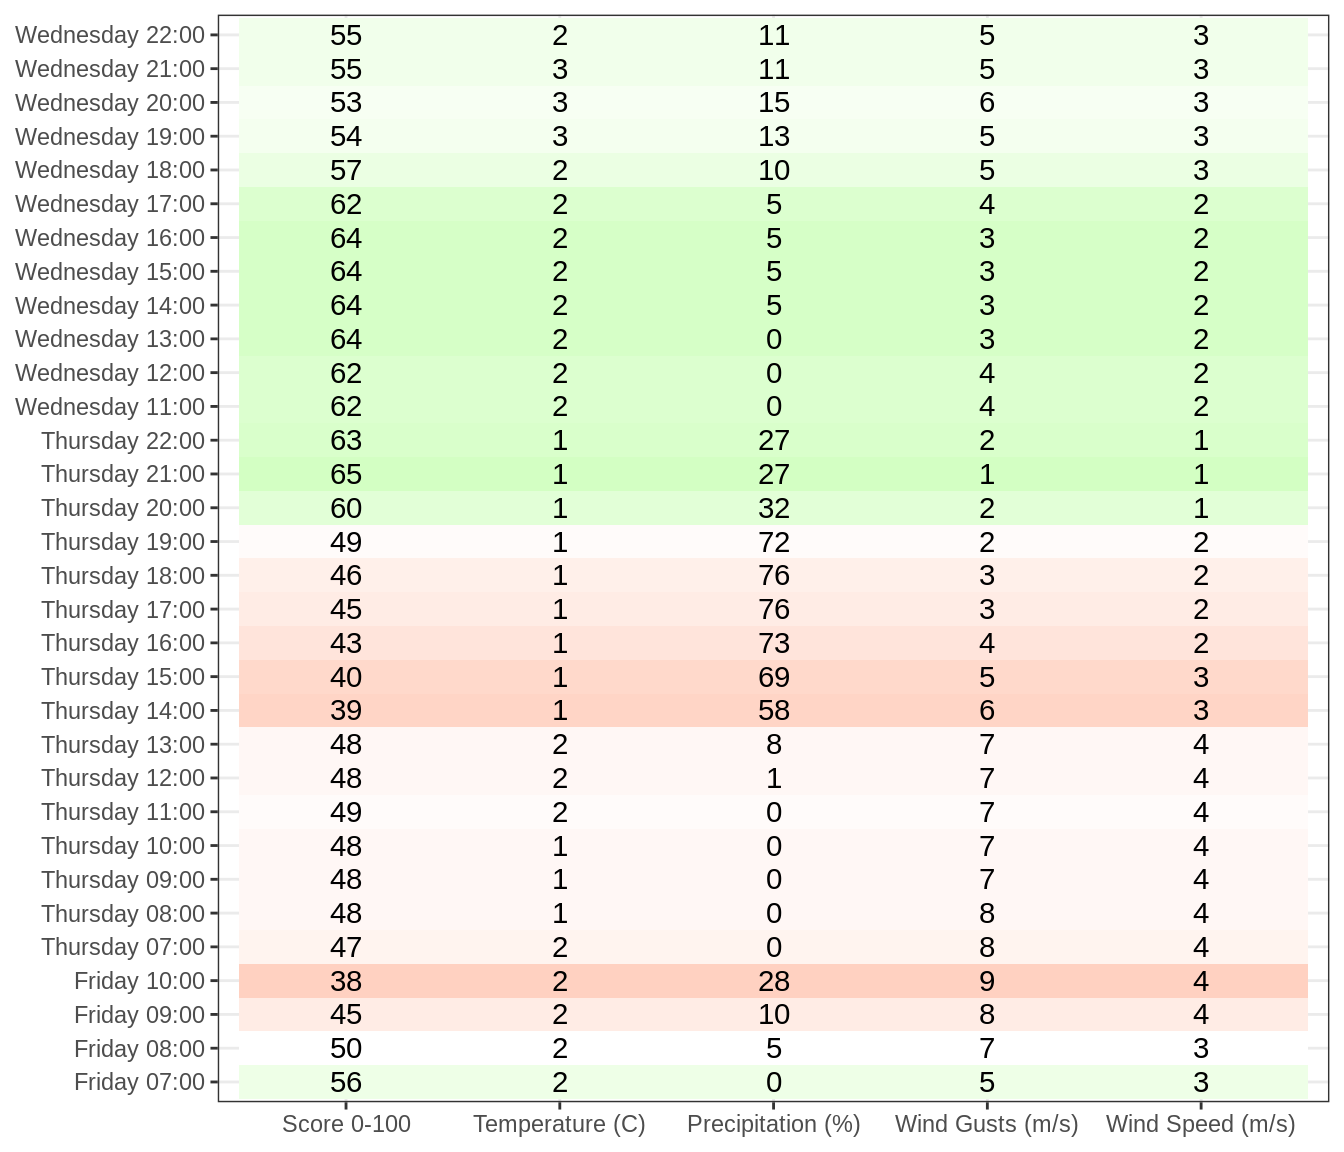 Wednesday 22:00 55 2 11 5 3
Wednesday 21:00 55 3 11 5 3
Wednesday 20:00 53 3 15 6 3
Wednesday 19:00 54 3 13 5 3
Wednesday 18:00 57 2 10 5 3
Wednesday 17:00 62 2 5 4 2
Wednesday 16:00 64 2 5 3 2
Wednesday 15:00 64 2 5 3 2
Wednesday 14:00 64 2 5 3 2
Wednesday 13:00 64 2 0 3 2
Wednesday 12:00 62 2 0 4 2
Wednesday 11:00 62 2 0 4 2
Thursday 22:00 63 1 27 2 1
Thursday 21:00 65 1 27 1 1
Thursday 20:00 60 1 32 2 1
Thursday 19:00 49 1 72 2 2
Thursday 18:00 46 1 76 3 2
Thursday 17:00 45 1 76 3 2
Thursday 16:00 43 1 73 4 2
Thursday 15:00 40 1 69 5 3
Thursday 14:00 39 1 58 6 3
Thursday 13:00 48 2 8 7 4
Thursday 12:00 48 2 1 7 4
Thursday 11:00 49 2 0 7 4
Thursday 10:00 48 1 0 7 4
Thursday 09:00 48 1 0 7 4
Thursday 08:00 48 1 0 8 4
Thursday 07:00 47 2 0 8 4
Friday 10:00 38 2 28 9 4
Friday 09:00 45 2 10 8 4
Friday 08:00 50 2 5 7 3
Friday 07:00 56 2 0 5 3
Score 0-100 Temperature (C) Precipitation (%) Wind Gusts (m/s) Wind Speed (m/s)